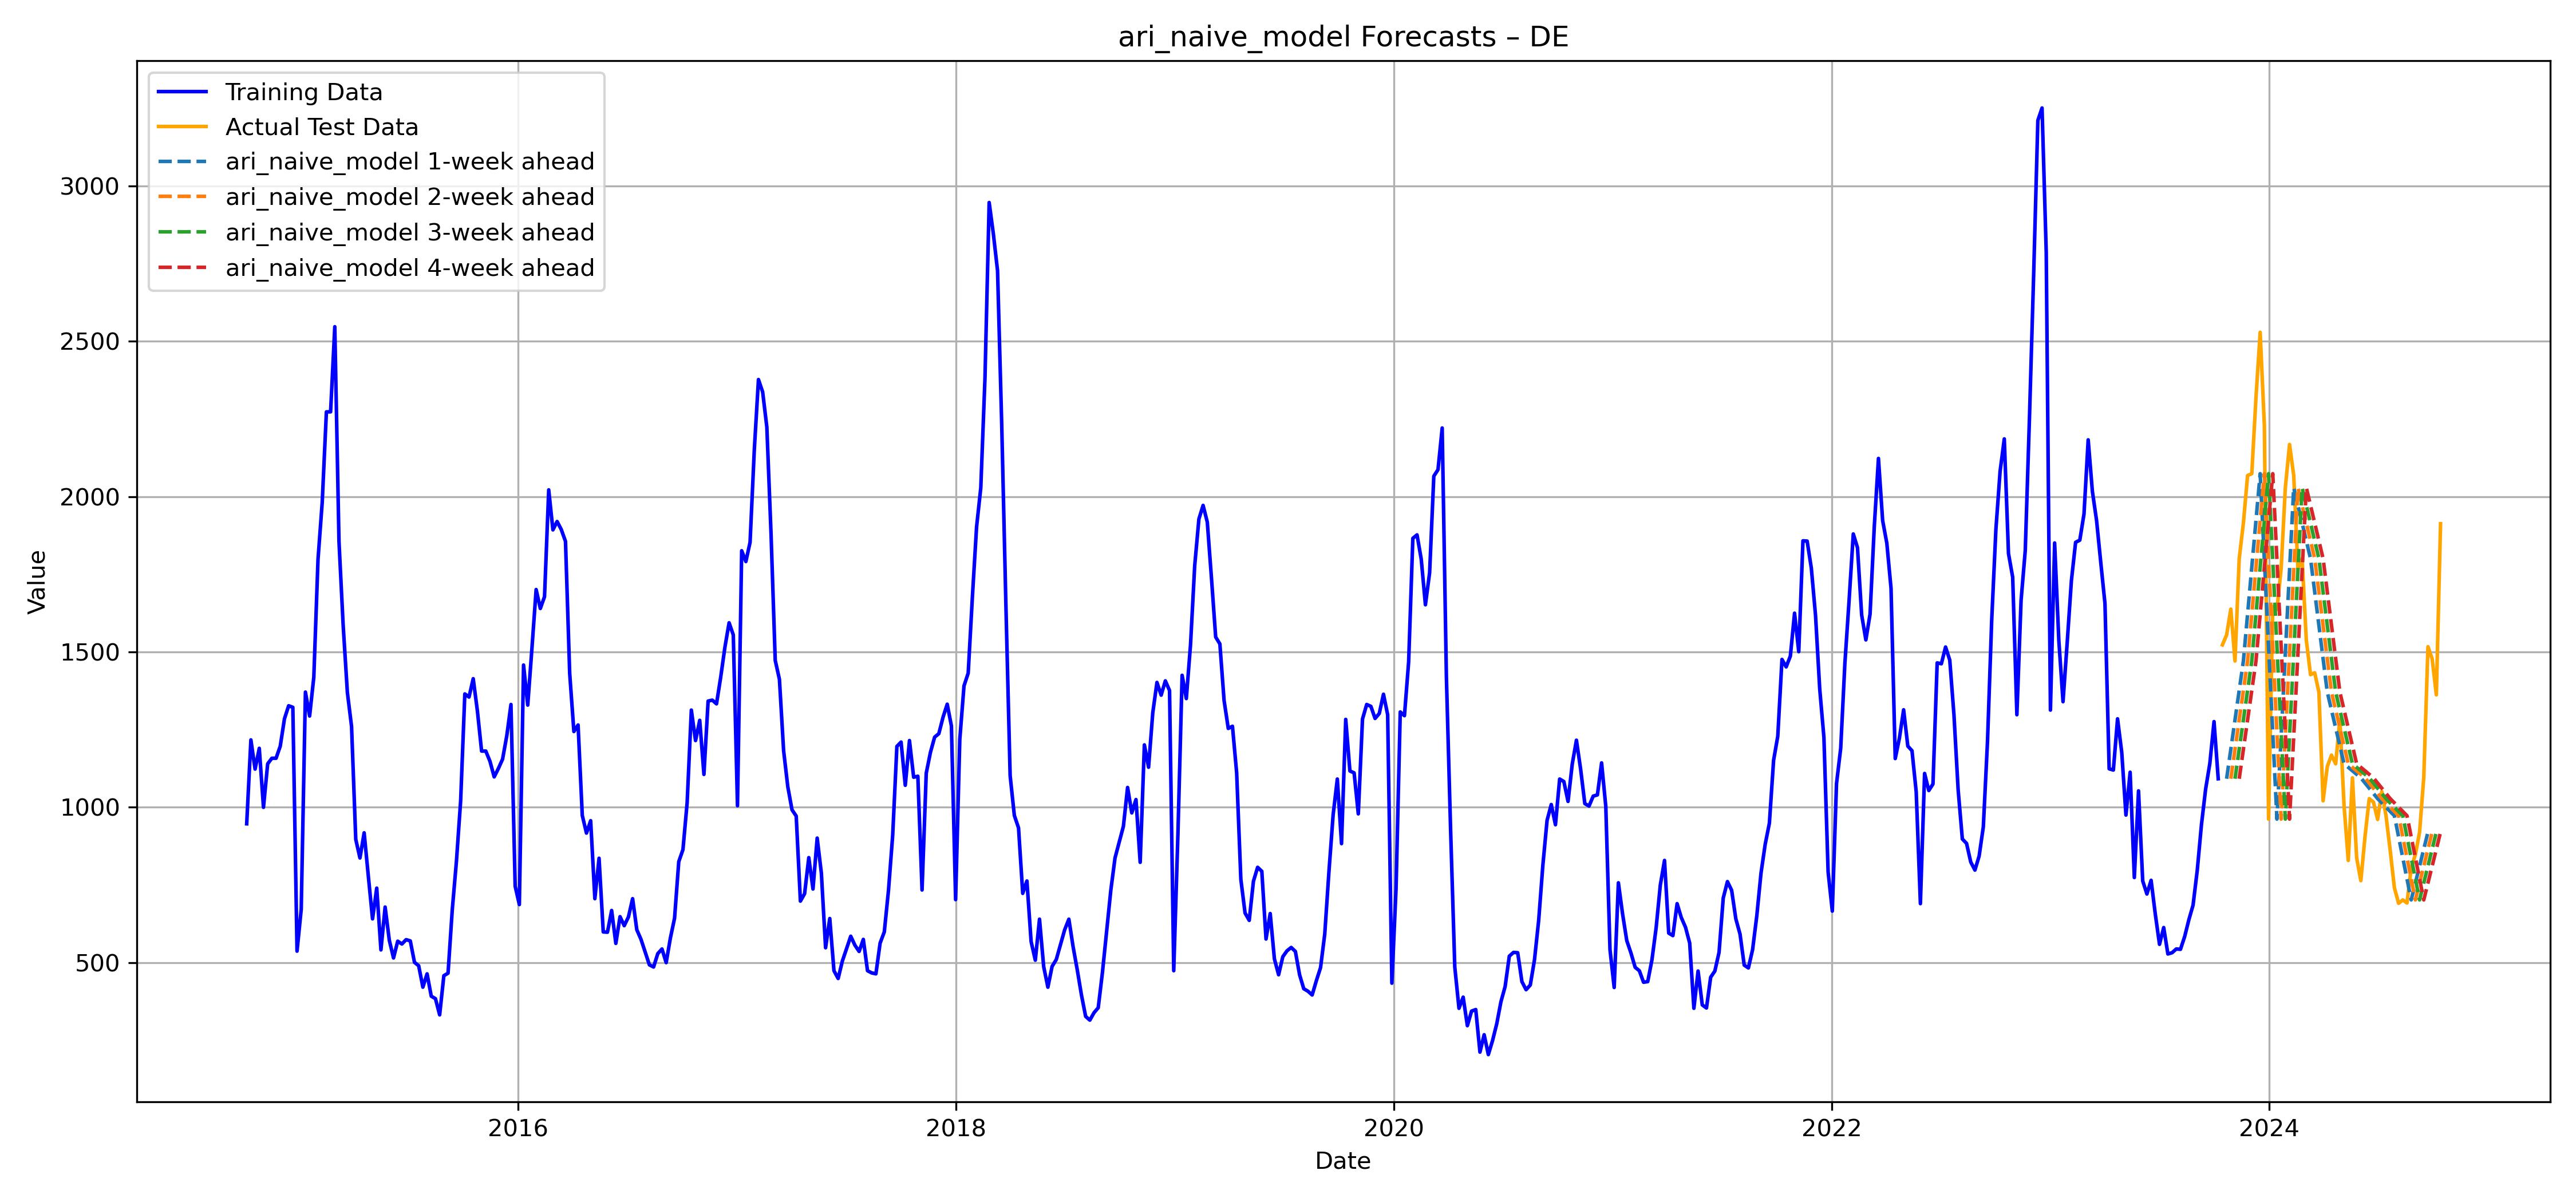 ari_naive_model Forecasts – DE
Training Data
Actual Test Data
ari_naive_model 1-week ahead
ari_naive_model 2-week ahead
ari_naive_model 3-week ahead
ari_naive_model 4-week ahead
Value
3000
2500
2000
1500
1000
500
2016
2018
2020
2022
2024
Date